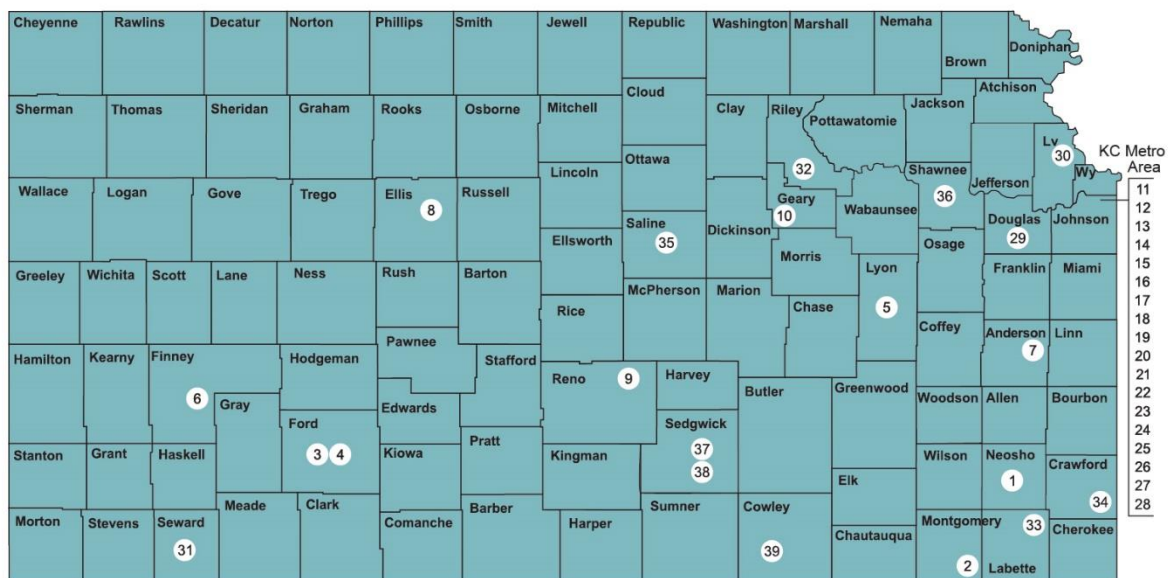 Cheyenne Rawlins Decatur Norton Phillips Smith Jewell Republic Washington Marshall Nemaha
Brown Doniphan
Sherman Thomas Sheridan Graham Rooks Osborne Mitchell Cloud Clay Riley Pottawatomie Jackson Atchison
Wallace Logan Gove Trego Ellis Russell Lincoln Ottawa Shawnee Jefferson Lv Wy KC Metro
Area
8 32 36 30
Saline Dickinson Geary Wabaunsee Douglas Johnson
35 10 29
Greeley Wichita Scott Lane Ness Rush Barton Ellsworth Morris Osage Franklin Miami
Rice McPherson Marion Chase Lyon
5
Hamilton Kearny Finney Hodgeman Pawnee Stafford Coffey Anderson Linn
7
6 Gray Edwards Reno 9 Harvey Butler Greenwood Woodson Allen Bourbon
Stanton Grant Haskell Ford Kiowa Pratt Kingman Sedgwick Wilson Neosho Crawford
3 4 37
38 Elk 1 34
Morton Stevens Seward Meade Clark Comanche Barber Harper Sumner Cowley Chautauqua Montgomery Cherokee
31 39 2 33
Labette
11
12
13
14
15
16
17
18
19
20
21
22
23
24
25
26
27
28